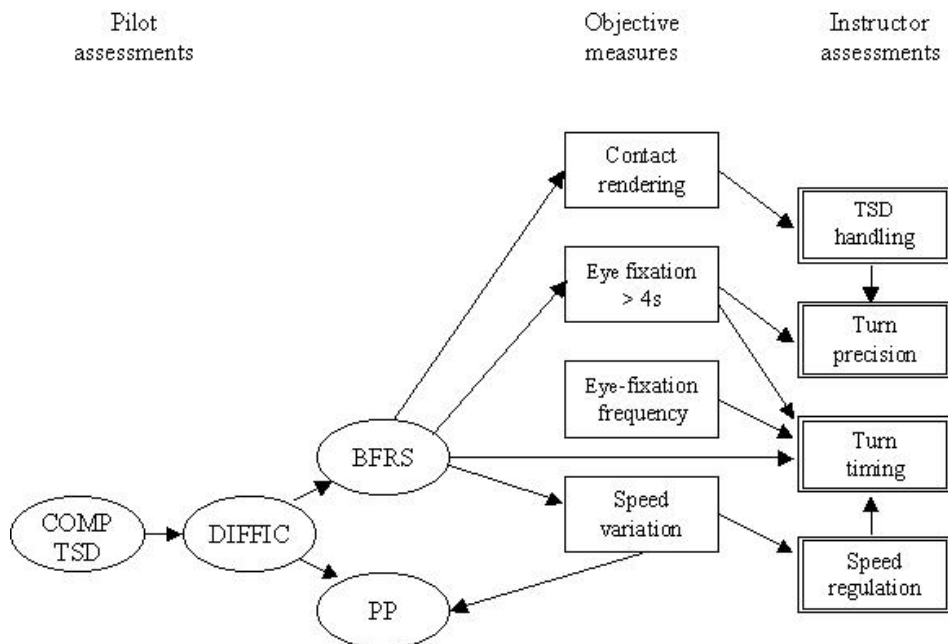 Pilot
assessments
Objective
measures
Instructor
assessments
Contact
rendering
TSD
handling
Eye fixation
> 4s
Turn
precision
Eye-fixation
frequency
BFRS
Turn
timing
COMP
TSD
DIFFIC
Speed
variation
Speed
regulation
PP